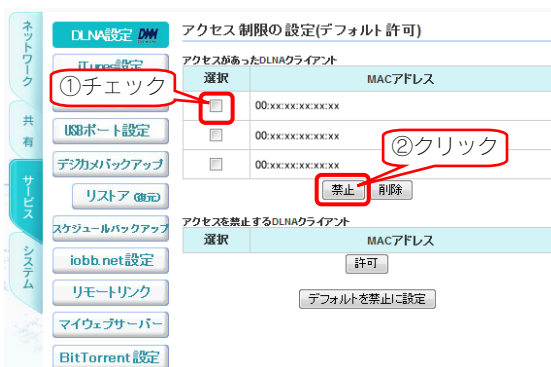 ネットワーク
共有
サービス
システム
DLNA設定
iTunes設定
USBポート設定
デジカメバックアップ
リストア(復元)
スケジュールバックアップ
iobb.net設定
リモートリンク
マイウェブサーバー
BitTorrent設定
アクセス制限の設定(デフォルト許可)
アクセスがあったDLNAクライアント
選択 MACアドレス
①チェック
00:xx:xx:xx:xx:xx
00:xx:xx:xx:xx:xx
②クリック
00:xx:xx:xx:xx:xx
禁止 削除
アクセスを禁止するDLNAクライアント
選択 MACアドレス
許可
デフォルトを禁止に設定